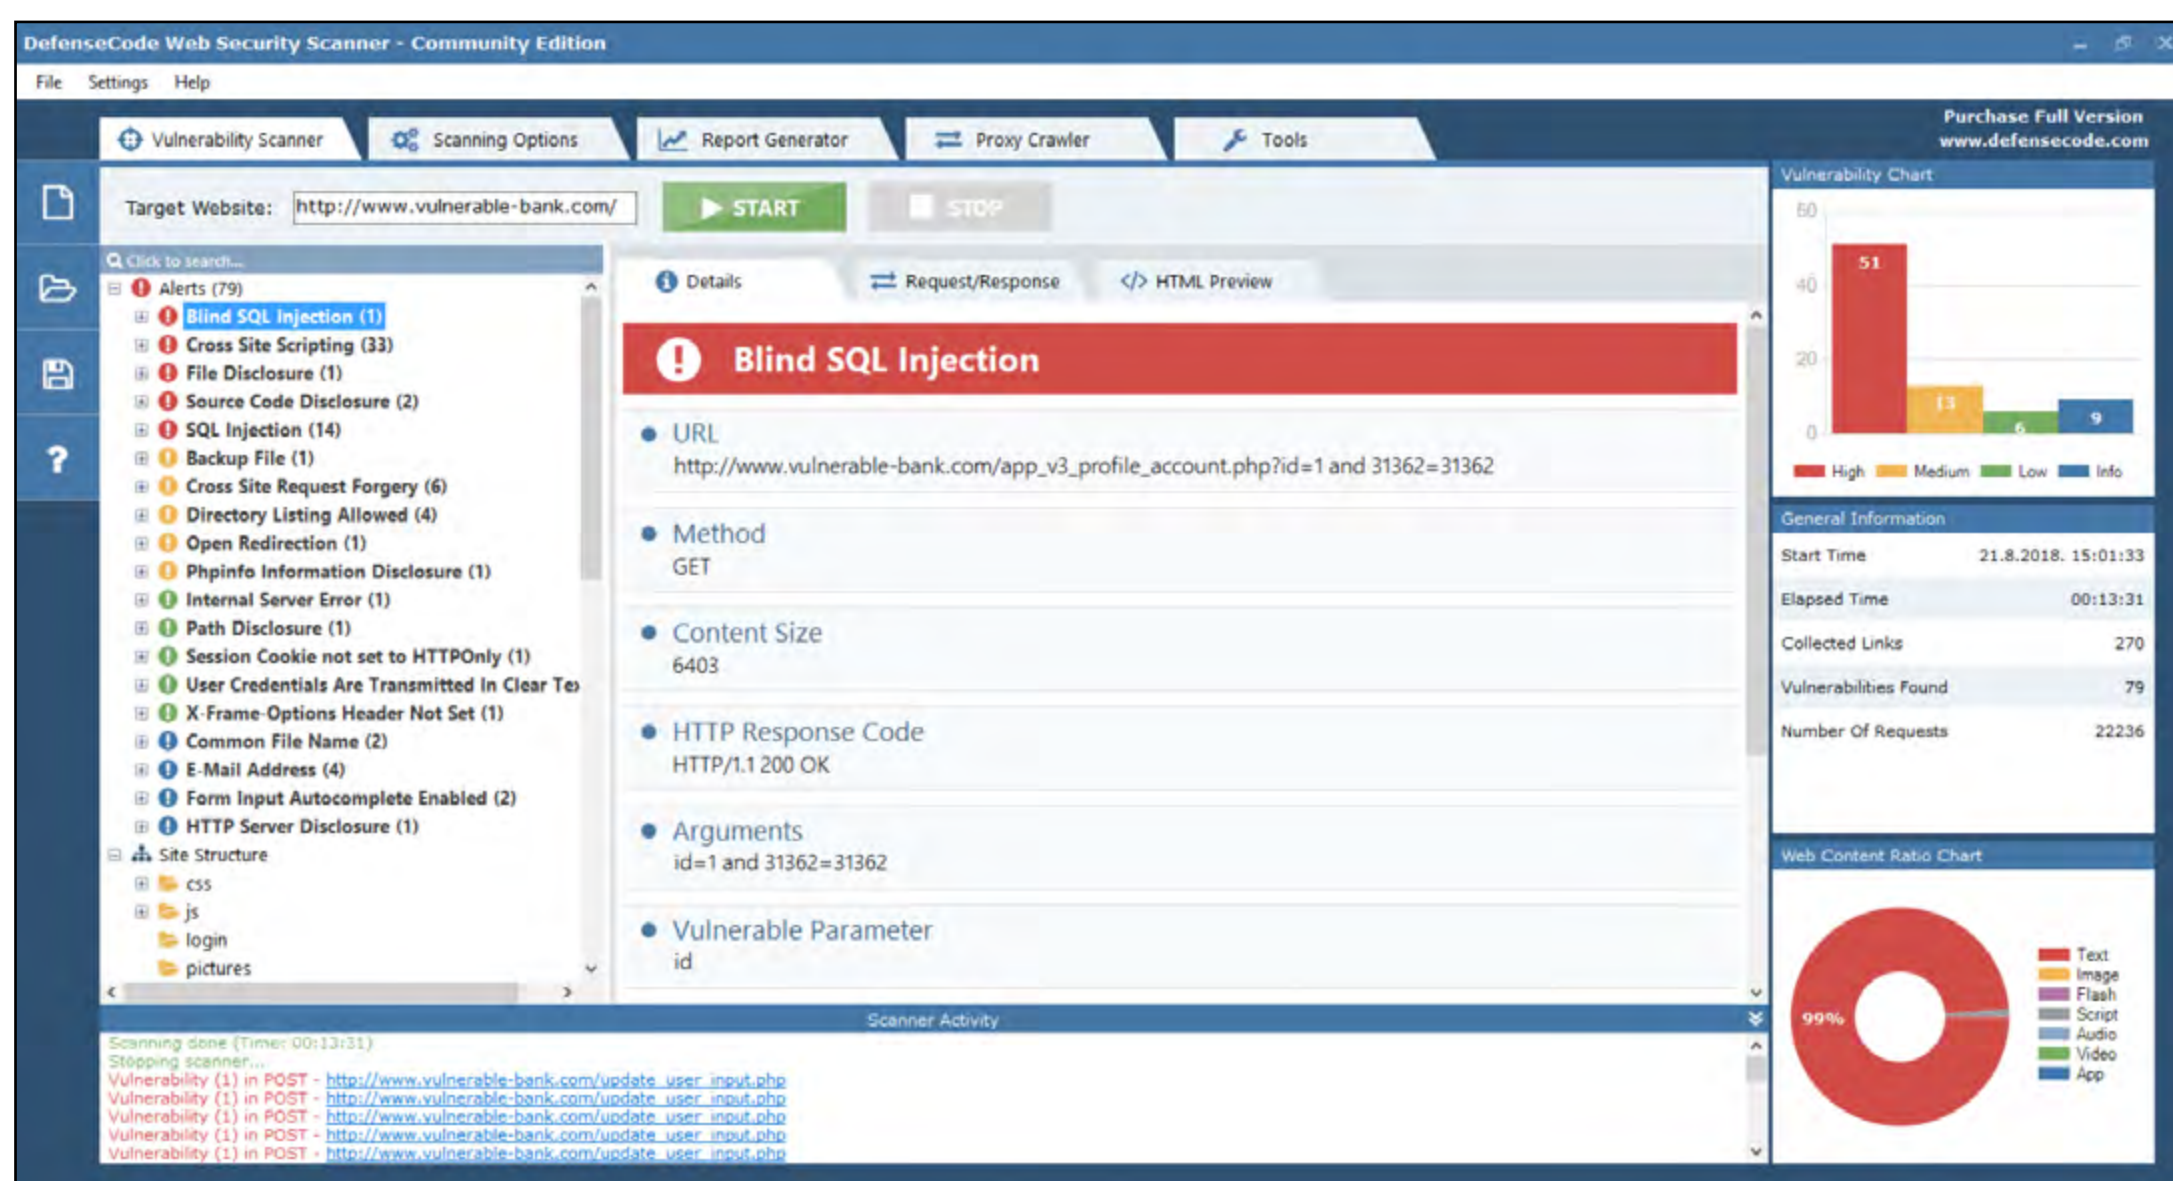 DefenseCode Web Security Scanner - Community Edition
File Settings Help
Vulnerability Scanner Scanning Options Report Generator Proxy Crawler Tools
Purchase Full Version
www.defensecode.com
Target Website: http://www.vulnerable-bank.com/ START STOP
Click to search...
Alerts (79)
Blind SQL Injection (1)
Cross Site Scripting (33)
File Disclosure (1)
Source Code Disclosure (2)
SQL Injection (14)
Backup File (1)
Cross Site Request Forgery (6)
Directory Listing Allowed (4)
Open Redirection (1)
Phpinfo Information Disclosure (1)
Internal Server Error (1)
Path Disclosure (1)
Session Cookie not set to HTTPOnly (1)
User Credentials Are Transmitted In Clear Tex
X-Frame-Options Header Not Set (1)
Common File Name (2)
E-Mail Address (4)
Form Input Autocomplete Enabled (2)
HTTP Server Disclosure (1)
Site Structure
css
js
login
pictures
Details Request/Response </> HTML Preview
Blind SQL Injection
URL
http://www.vulnerable-bank.com/app_v3_profile_account.php?id=1 and 31362=31362
Method
GET
Content Size
6403
HTTP Response Code
HTTP/1.1 200 OK
Arguments
id=1 and 31362=31362
Vulnerable Parameter
id
Vulnerability Chart
60
40
20
0
51
13
6
9
High Medium Low Info
General Information
Start Time 21.8.2018. 15:01:33
Elapsed Time 00:13:31
Collected Links 270
Vulnerabilities Found 79
Number Of Requests 22236
Web Content Ratio Chart
99%
Text
Image
Flash
Script
Audio
Video
App
Scanner Activity
Scanning done (Time: 00:13:31)
Stopping scanner...
Vulnerability (1) in POST - http://www.vulnerable-bank.com/update_user_input.php
Vulnerability (1) in POST - http://www.vulnerable-bank.com/update_user_input.php
Vulnerability (1) in POST - http://www.vulnerable-bank.com/update_user_input.php
Vulnerability (1) in POST - http://www.vulnerable-bank.com/update_user_input.php
Vulnerability (1) in POST - http://www.vulnerable-bank.com/update_user_input.php